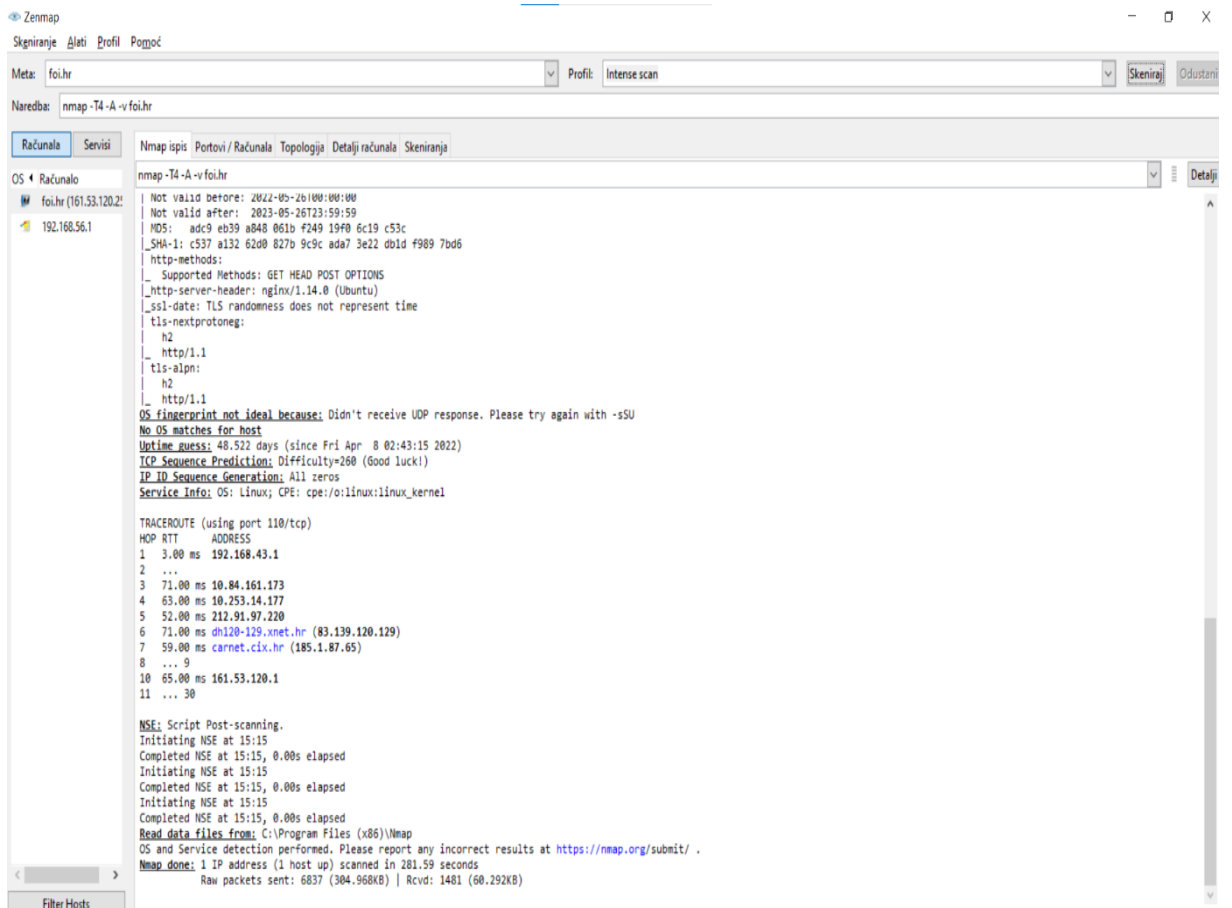 Zenmap
Skeniranje Alati Profil Pomoć
Meta: foi.hr Profil: Intense scan Skeniraj Odustani
Naredba: nmap -T4 -A -v foi.hr
Računala Servisi Nmap ispis Portovi / Računala Topologija Detalji računala Skeniranja
OS Računalo nmap -T4 -A -v foi.hr Detalji
foi.hr (161.53.120.2
192.168.56.1
| Not valid before: 2022-05-26T00:00:00
| Not valid after: 2023-05-26T23:59:59
| MD5: adc9 eb39 a848 061b f249 19f0 6c19 c53c
|_SHA-1: c537 a132 62d0 827b 9c9c ada7 3e22 db1d f989 7bd6
| http-methods:
|_ Supported Methods: GET HEAD POST OPTIONS
|_http-server-header: nginx/1.14.0 (Ubuntu)
|_ssl-date: TLS randomness does not represent time
| tls-nextprotoneg:
| h2
|_ http/1.1
| tls-alpn:
| h2
|_ http/1.1
OS fingerprint not ideal because: Didn't receive UDP response. Please try again with -sSU
No OS matches for host
Uptime guess: 48.522 days (since Fri Apr 8 02:43:15 2022)
TCP Sequence Prediction: Difficulty=260 (Good luck!)
IP ID Sequence Generation: All zeros
Service Info: OS: Linux; CPE: cpe:/o:linux:linux_kernel
TRACEROUTE (using port 110/tcp)
HOP RTT ADDRESS
1 3.00 ms 192.168.43.1
2 ...
3 71.00 ms 10.84.161.173
4 63.00 ms 10.253.14.177
5 52.00 ms 212.91.97.220
6 71.00 ms dh120-129.xnet.hr (83.139.120.129)
7 59.00 ms carnet.cix.hr (185.1.87.65)
8 ... 9
10 65.00 ms 161.53.120.1
11 ... 30
NSE: Script Post-scanning.
Initiating NSE at 15:15
Completed NSE at 15:15, 0.00s elapsed
Initiating NSE at 15:15
Completed NSE at 15:15, 0.00s elapsed
Initiating NSE at 15:15
Completed NSE at 15:15, 0.00s elapsed
Read data files from: C:\Program Files (x86)\Nmap
OS and Service detection performed. Please report any incorrect results at https://nmap.org/submit/ .
Nmap done: 1 IP address (1 host up) scanned in 281.59 seconds
Raw packets sent: 6837 (304.968KB) | Rcvd: 1481 (60.292KB)
Filter Hosts